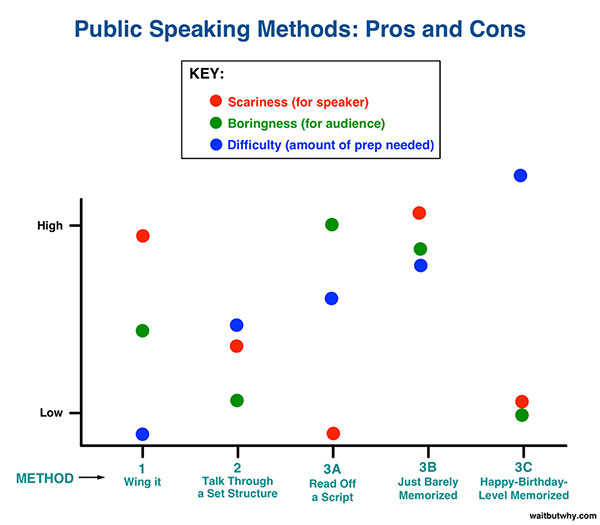 Public Speaking Methods: Pros and Cons
KEY:
Scariness (for speaker)
Boringness (for audience)
Difficulty (amount of prep needed)
High
Low
METHOD
1
Wing it
2
Talk Through
a Set Structure
3A
Read Off
a Script
3B
Just Barely
Memorized
3C
Happy-Birthday-
Level Memorized
waitbutwhy.com